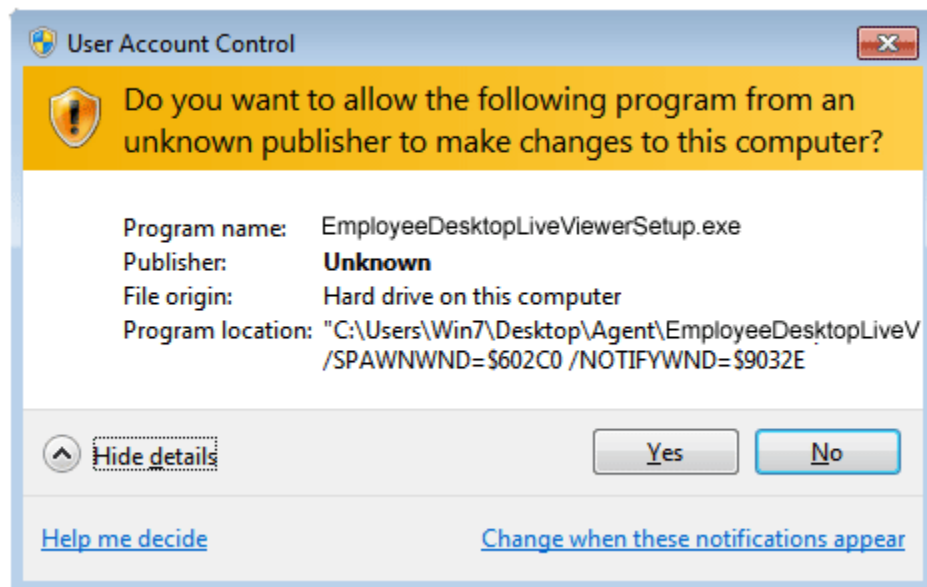 User Account Control
Do you want to allow the following program from an
unknown publisher to make changes to this computer?
Program name: EmployeeDesktopLiveViewerSetup.exe
Publisher: Unknown
File origin: Hard drive on this computer
Program location: "C:\Users\Win7\Desktop\Agent\EmployeeDesktopLiveV
/SPAWNWND=$602C0 /NOTIFYWND=$9032E
Hide details
Yes
No
Help me decide
Change when these notifications appear